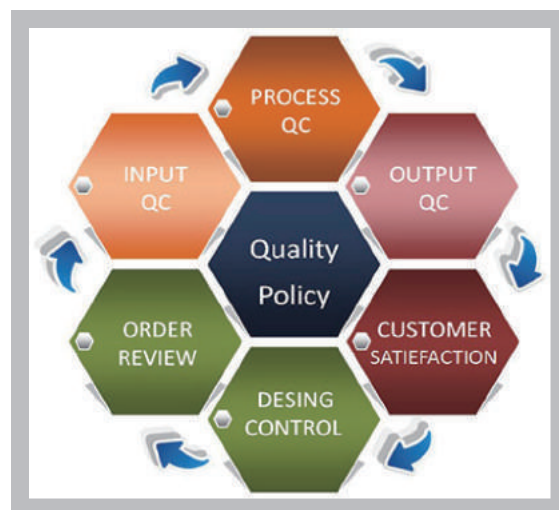 PROCESS
QC
INPUT
QC
OUTPUT
QC
Quality
Policy
ORDER
REVIEW
CUSTOMER
SATIEFACTION
DESING
CONTROL